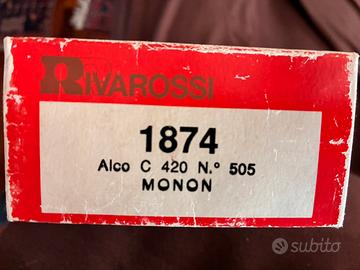 RIVAROSSI
1874
Alco C 420 N.° 505
MONON
subito